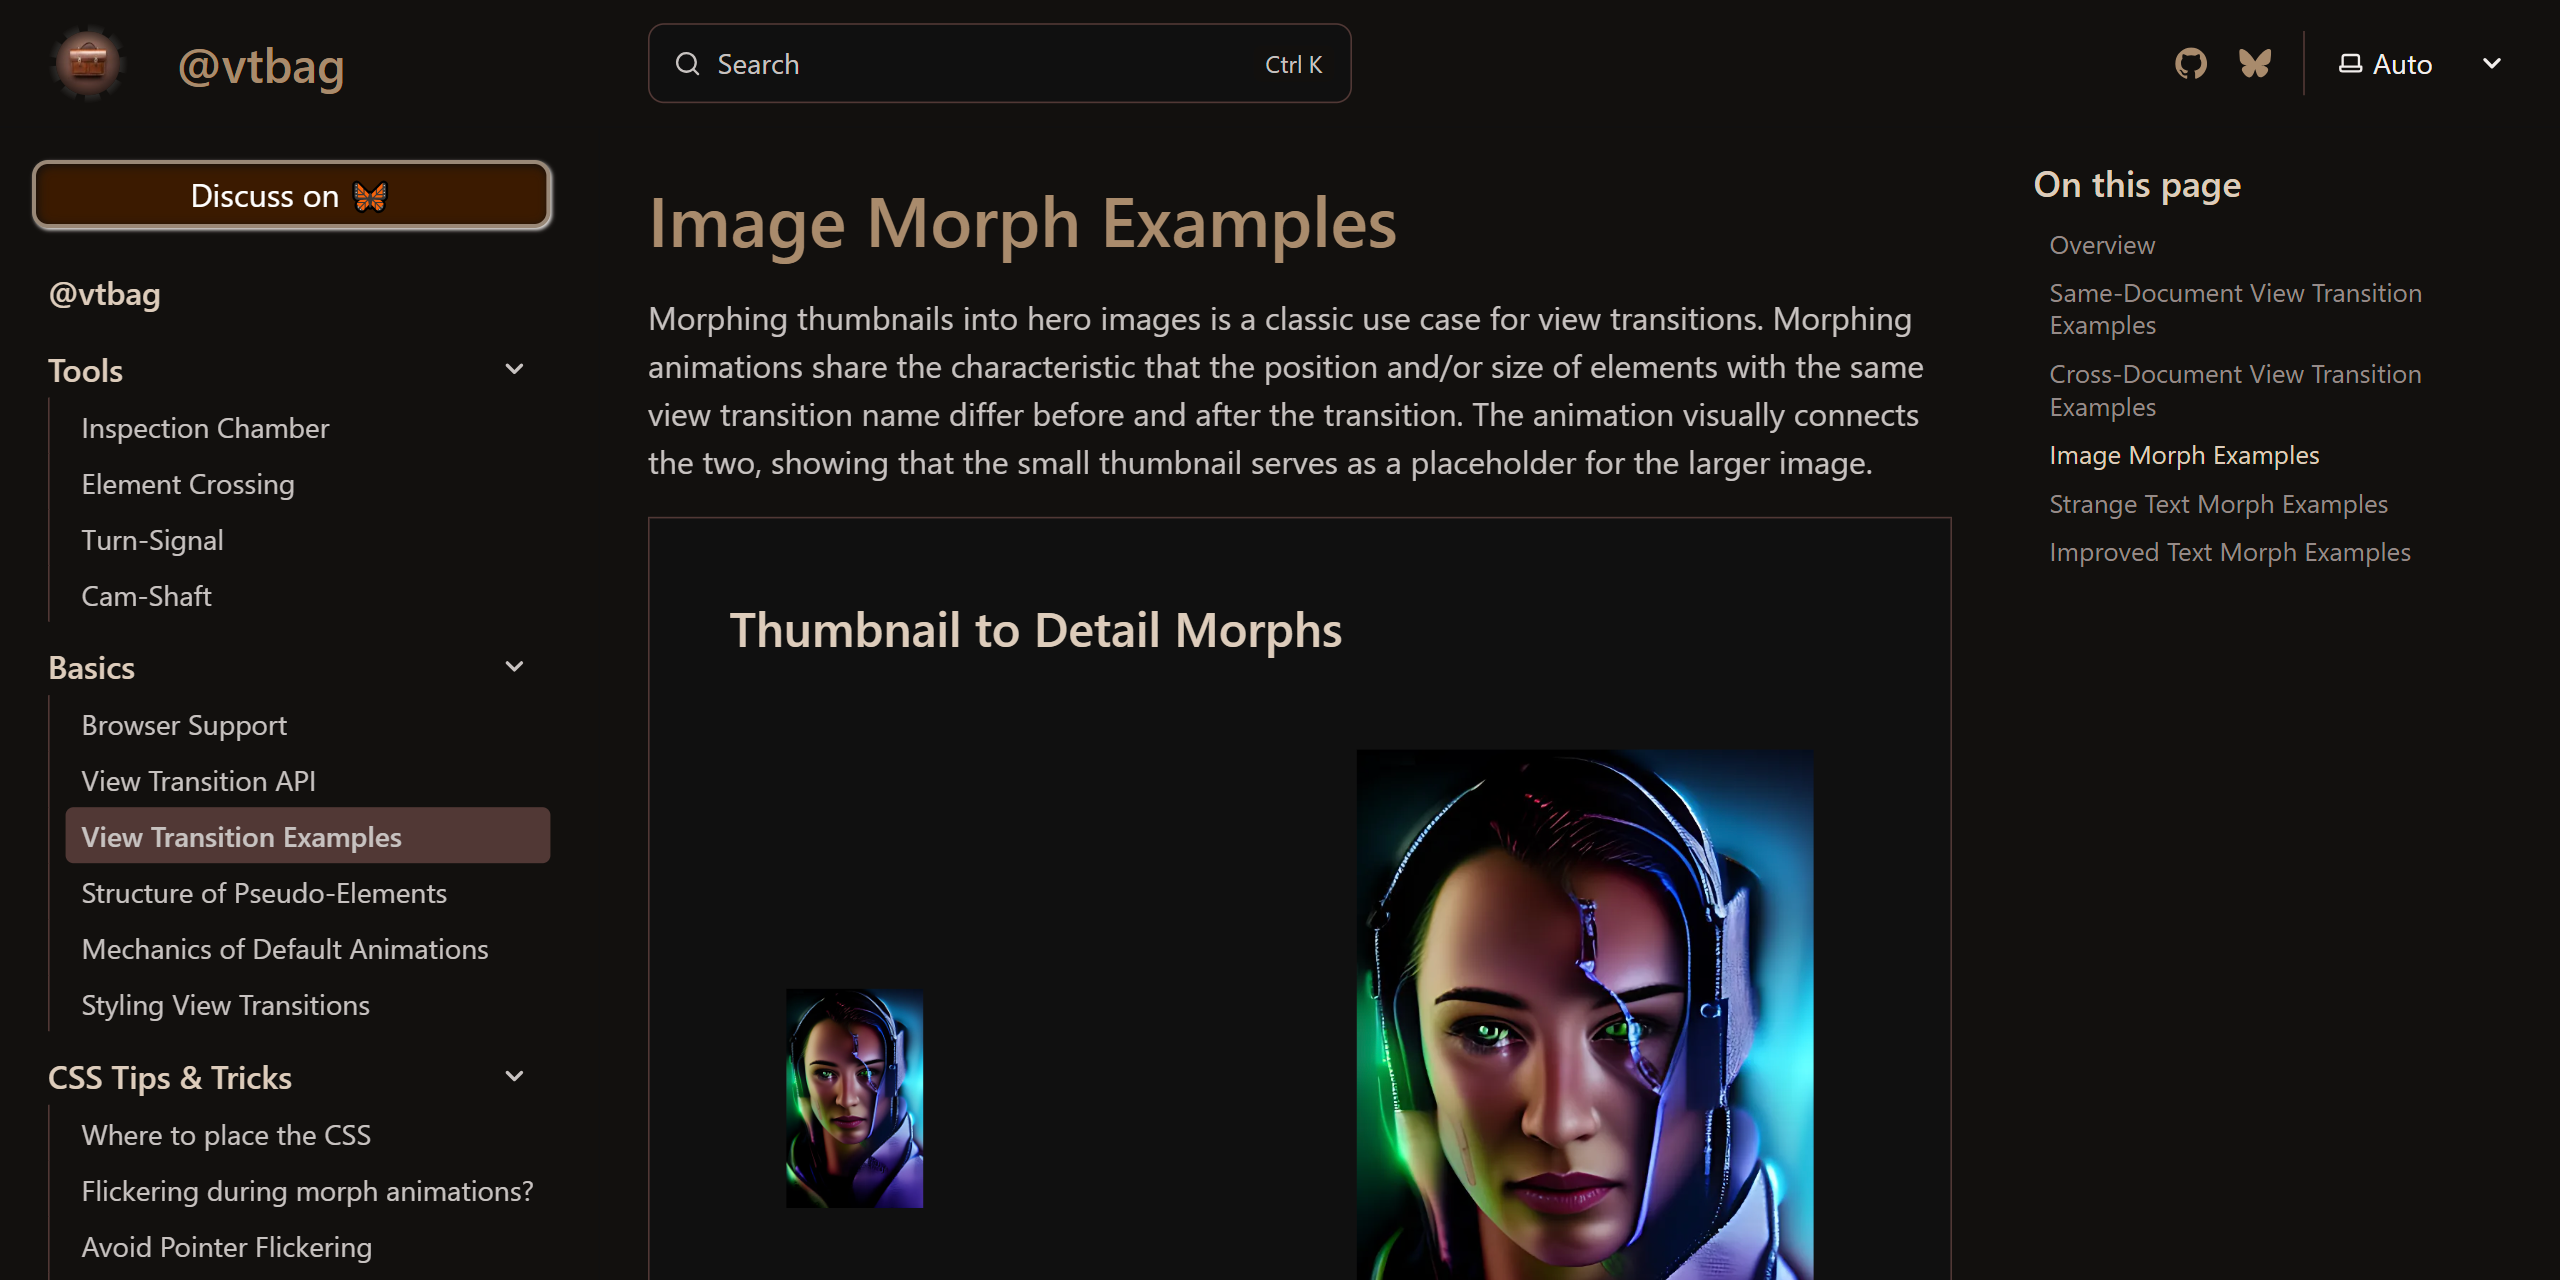 @vtbag
Search
Ctrl K
Auto
Discuss on
@vtbag
Tools
Inspection Chamber
Element Crossing
Turn-Signal
Cam-Shaft
Basics
Browser Support
View Transition API
View Transition Examples
Structure of Pseudo-Elements
Mechanics of Default Animations
Styling View Transitions
CSS Tips & Tricks
Where to place the CSS
Flickering during morph animations?
Avoid Pointer Flickering
Image Morph Examples
Morphing thumbnails into hero images is a classic use case for view transitions. Morphing
animations share the characteristic that the position and/or size of elements with the same
view transition name differ before and after the transition. The animation visually connects
the two, showing that the small thumbnail serves as a placeholder for the larger image.
Thumbnail to Detail Morphs
On this page
Overview
Same-Document View Transition
Examples
Cross-Document View Transition
Examples
Image Morph Examples
Strange Text Morph Examples
Improved Text Morph Examples